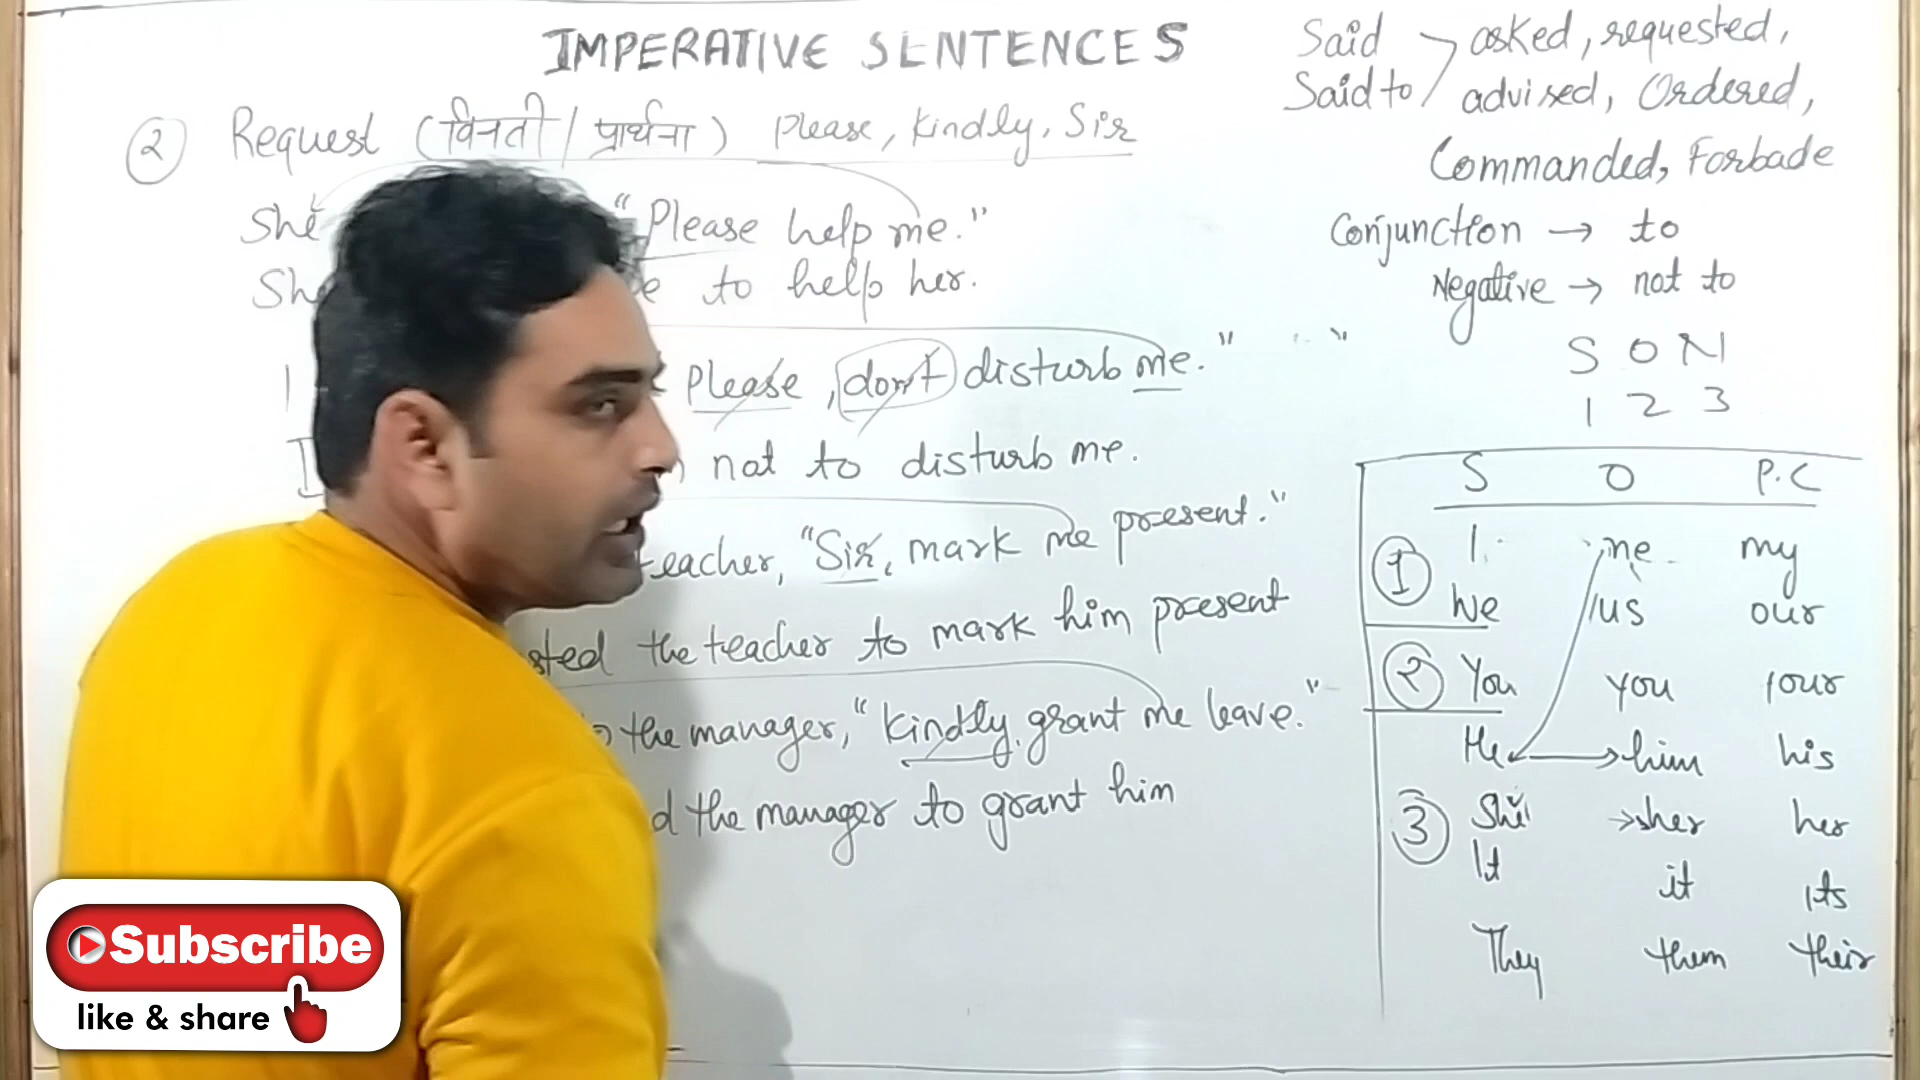 IMPERATIVE SENTENCES
② Request (विनती / प्रार्थना) Please, Kindly, Sir
She "Please help me."
She to help her.
I Please, don't disturb me."
I not to disturb me.
teacher, "Sir, mark me present."
the teacher to mark him present
the manager, "Kindly, grant me leave."
the manager to grant him
Said
Said to
asked, requested,
advised, Ordered,
Commanded, Forbade
Conjunction → to
Negative → not to
S O N
1 2 3
S O P.C
① I me my
We us our
② You you your
He him his
③ She her her
It it its
They them their
Subscribe
like & share